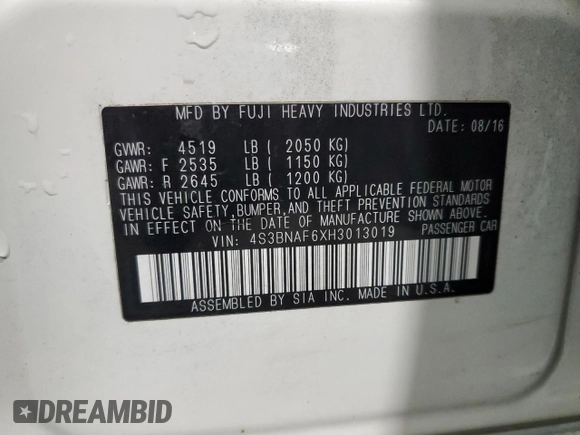 MFD BY FUJI HEAVY INDUSTRIES LTD.
DATE: 08/16
GVWR: 4519 LB ( 2050 KG)
GAWR: F 2535 LB ( 1150 KG)
GAWR: R 2645 LB ( 1200 KG)
THIS VEHICLE CONFORMS TO ALL APPLICABLE FEDERAL MOTOR
VEHICLE SAFETY,BUMPER,AND THEFT PREVENTION STANDARDS
IN EFFECT ON THE DATE OF MANUFACTURE SHOWN ABOVE.
VIN: 4S3BNAF6XH3013019 PASSENGER CAR
ASSEMBLED BY SIA INC. MADE IN U.S.A.
DREAMBID